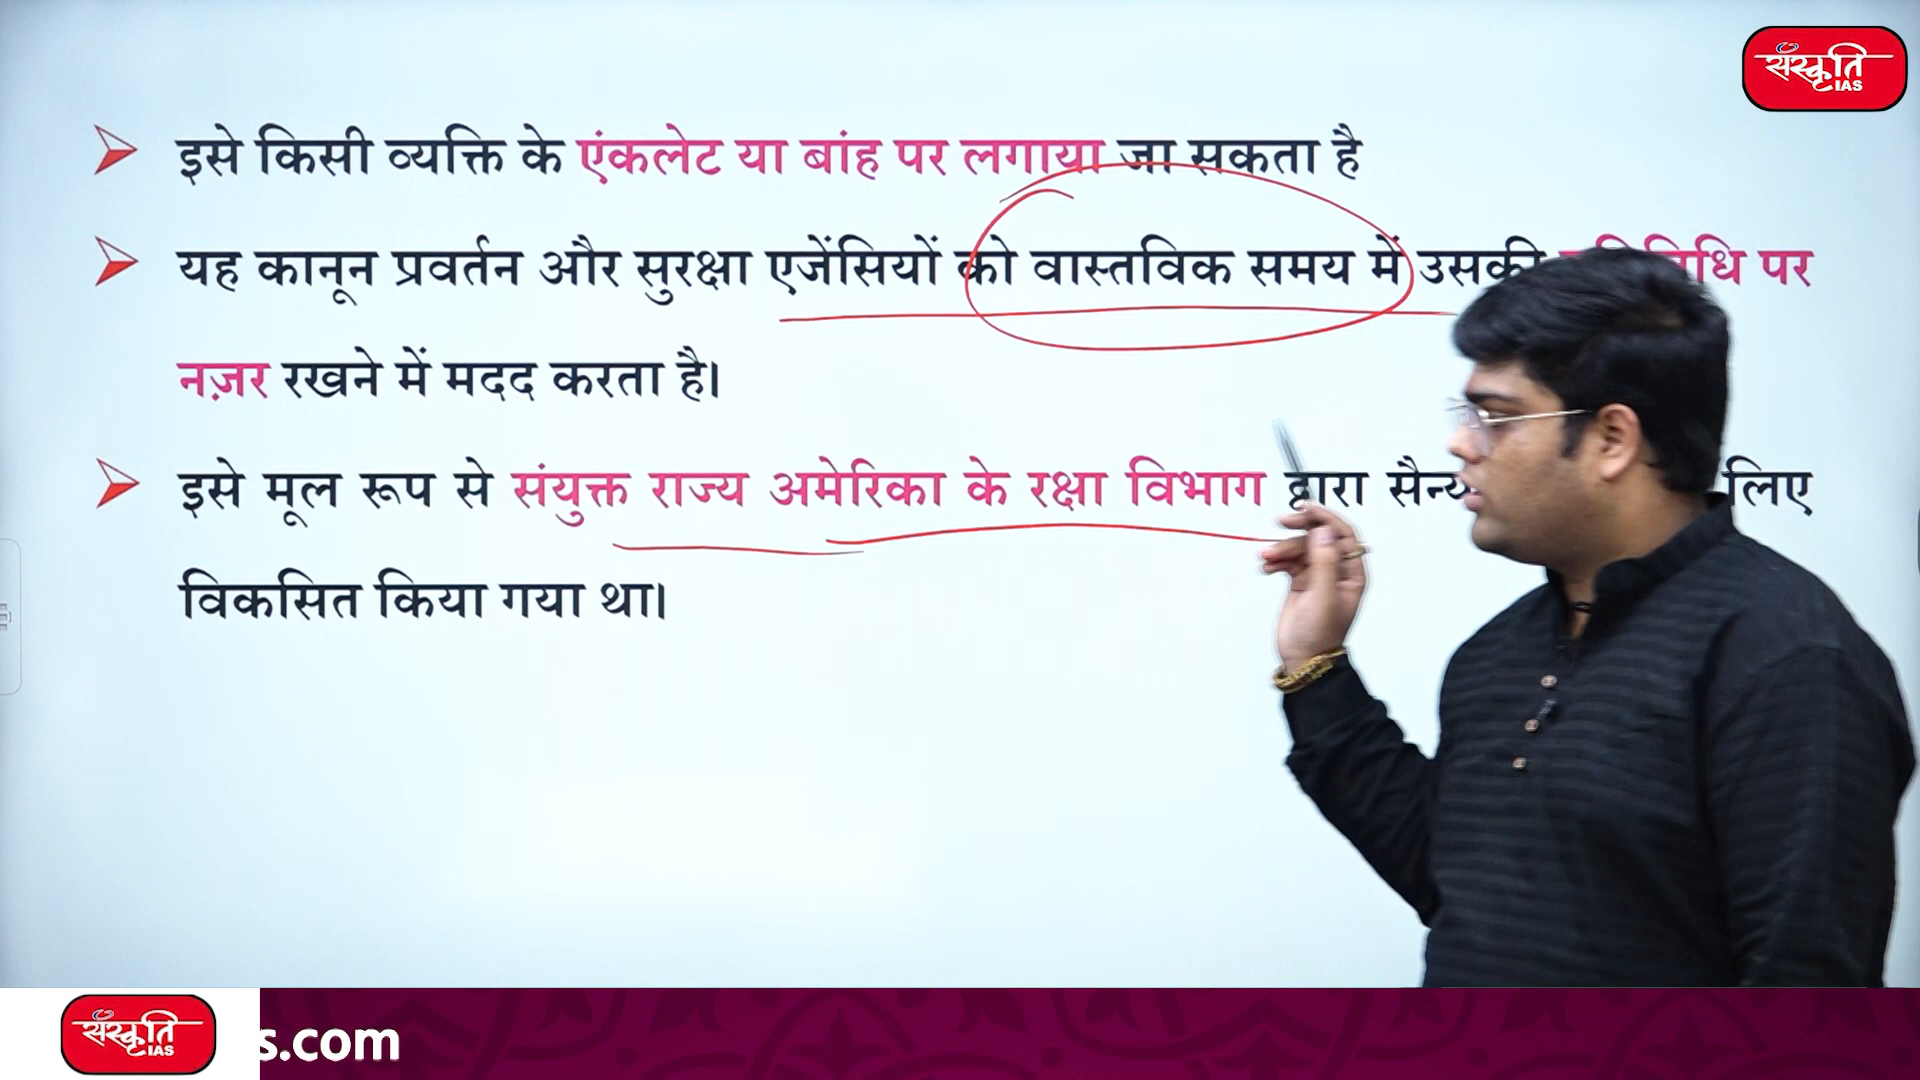 संस्कृति
IAS
इसे किसी व्यक्ति के एंकलेट या बांह पर लगाया जा सकता है
यह कानून प्रवर्तन और सुरक्षा एजेंसियों को वास्तविक समय में उसकी पर
नज़र रखने में मदद करता है।
इसे मूल रूप से संयुक्त राज्य अमेरिका के रक्षा विभाग द्वारा लिए
विकसित किया गया था।
संस्कृति
IAS
s.com